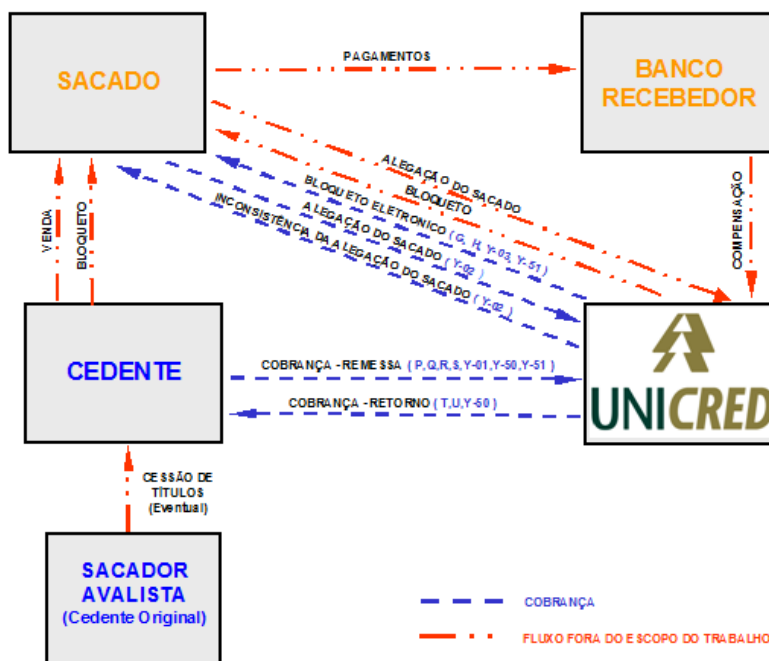 PAGAMENTOS
SACADO
BANCO
RECEBEDOR
ALEGAÇÃO DO SACADO
BLOQUETO
BLOQUETO ELETRONICO ( G, H, Y-03, Y-51)
ALEGAÇÃO DO SACADO ( Y-02 )
INCONSISTÊNCIA DA ALEGAÇÃO DO SACADO ( Y-02 )
VENDA
BLOQUETO
COMPENSAÇÃO
CEDENTE
COBRANÇA - REMESSA ( P,Q,R,S,Y-01,Y-50,Y-51 )
COBRANÇA - RETORNO ( T,U,Y-50 )
UNICRED
CESSÃO DE
TÍTULOS
(Eventual)
SACADOR
AVALISTA
(Cedente Original)
COBRANÇA
FLUXO FORA DO ESCOPO DO TRABALHO